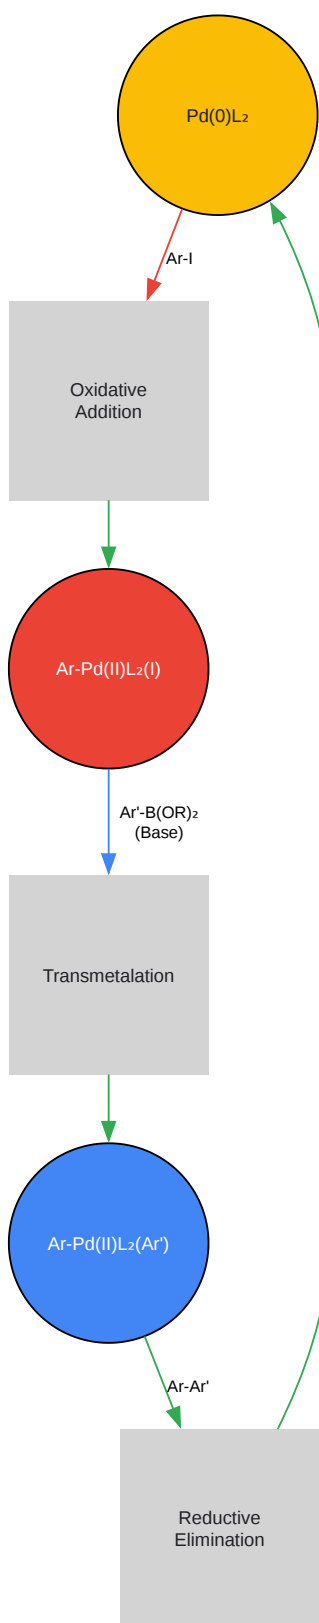 Pd(0)L₂
Ar-I
Oxidative
Addition
Ar-Pd(II)L₂(I)
Ar'-B(OR)₂
(Base)
Transmetalation
Ar-Pd(II)L₂(Ar')
Ar-Ar'
Reductive
Elimination